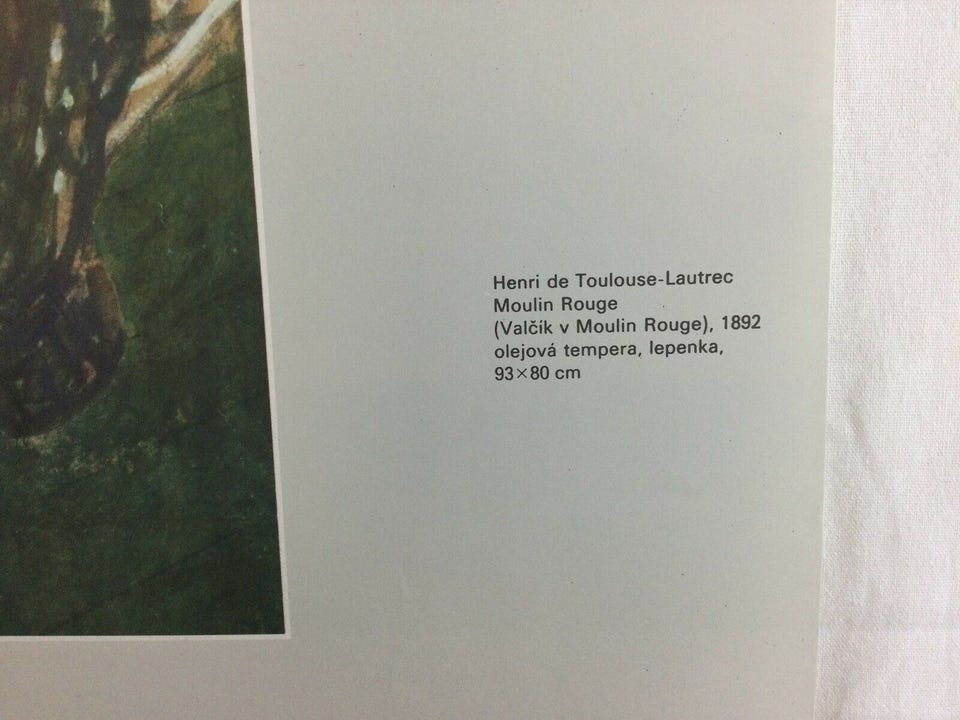 Henri de Toulouse-Lautrec
Moulin Rouge
(Valčík v Moulin Rouge), 1892
olejová tempera, lepenka,
93×80 cm